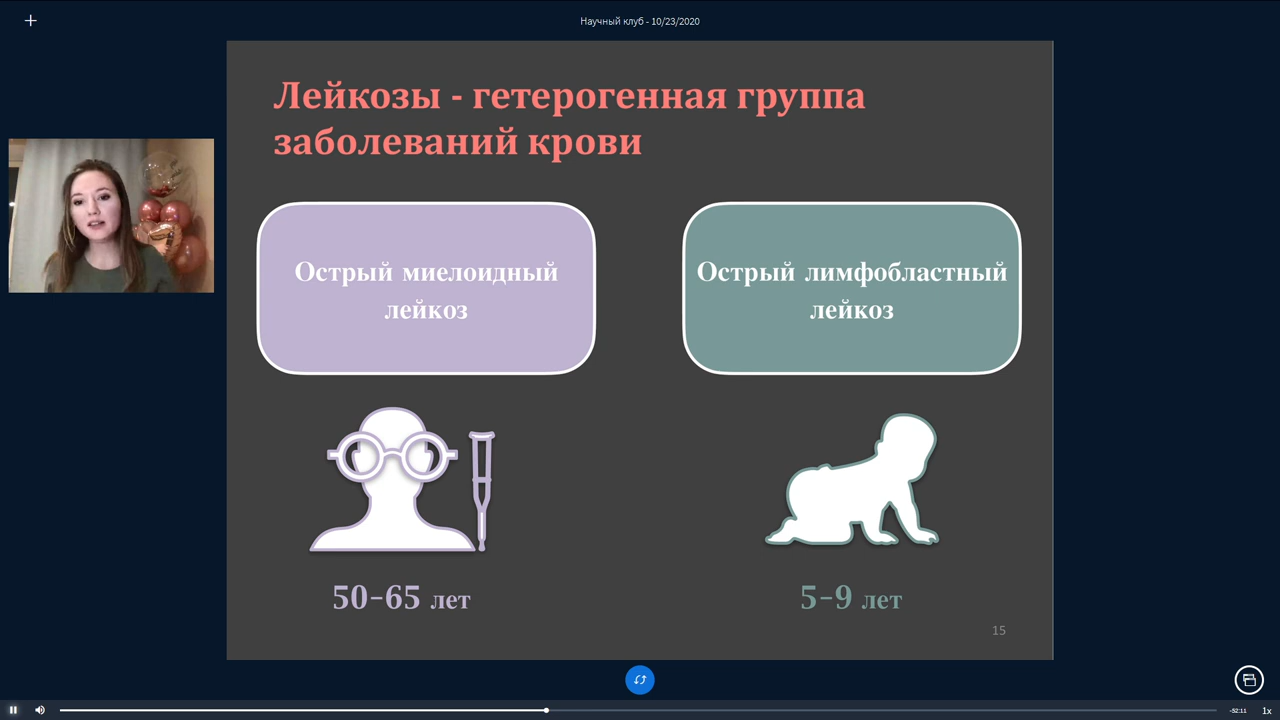 Научный клуб - 10/23/2020
Лейкозы - гетерогенная группа
заболеваний крови
Острый миелоидный
лейкоз
Острый лимфобластный
лейкоз
50-65 лет
5-9 лет
15
-52:11
1x